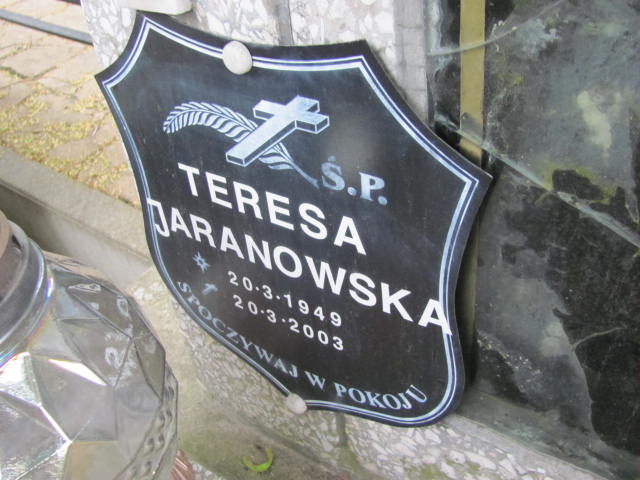 Ś.P.
TERESA
JARANOWSKA
20·3·1949
20·3·2003
SPOCZYWAJ W POKOJU